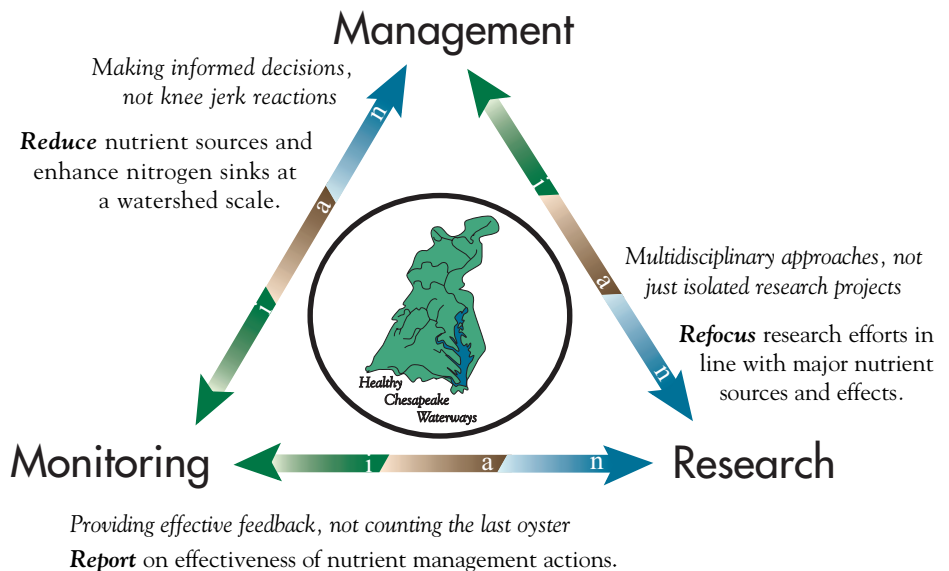 Management
Making informed decisions,
not knee jerk reactions
Reduce nutrient sources and
enhance nitrogen sinks at
a watershed scale.
n
a
i
i
a
n
Multidisciplinary approaches, not
just isolated research projects
Refocus research efforts in
line with major nutrient
sources and effects.
Healthy
Chesapeake
Waterways
Monitoring
i a n
Research
Providing effective feedback, not counting the last oyster
Report on effectiveness of nutrient management actions.